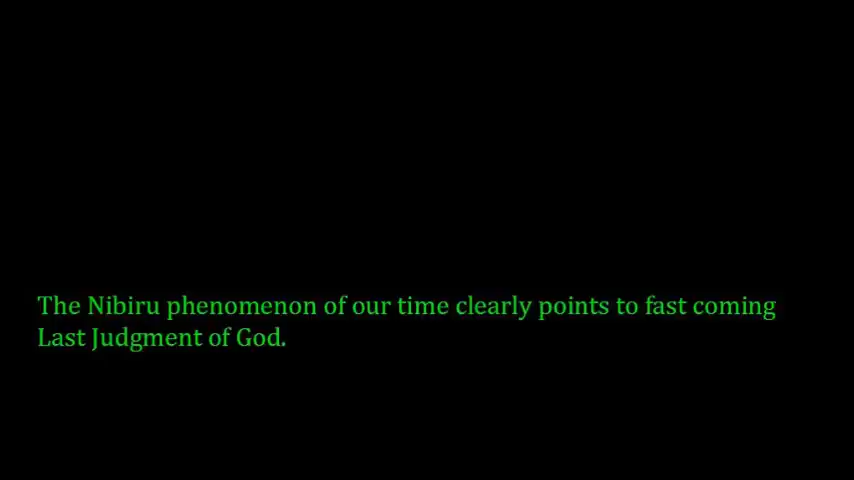 The Nibiru phenomenon of our time clearly points to fast coming
Last Judgment of God.